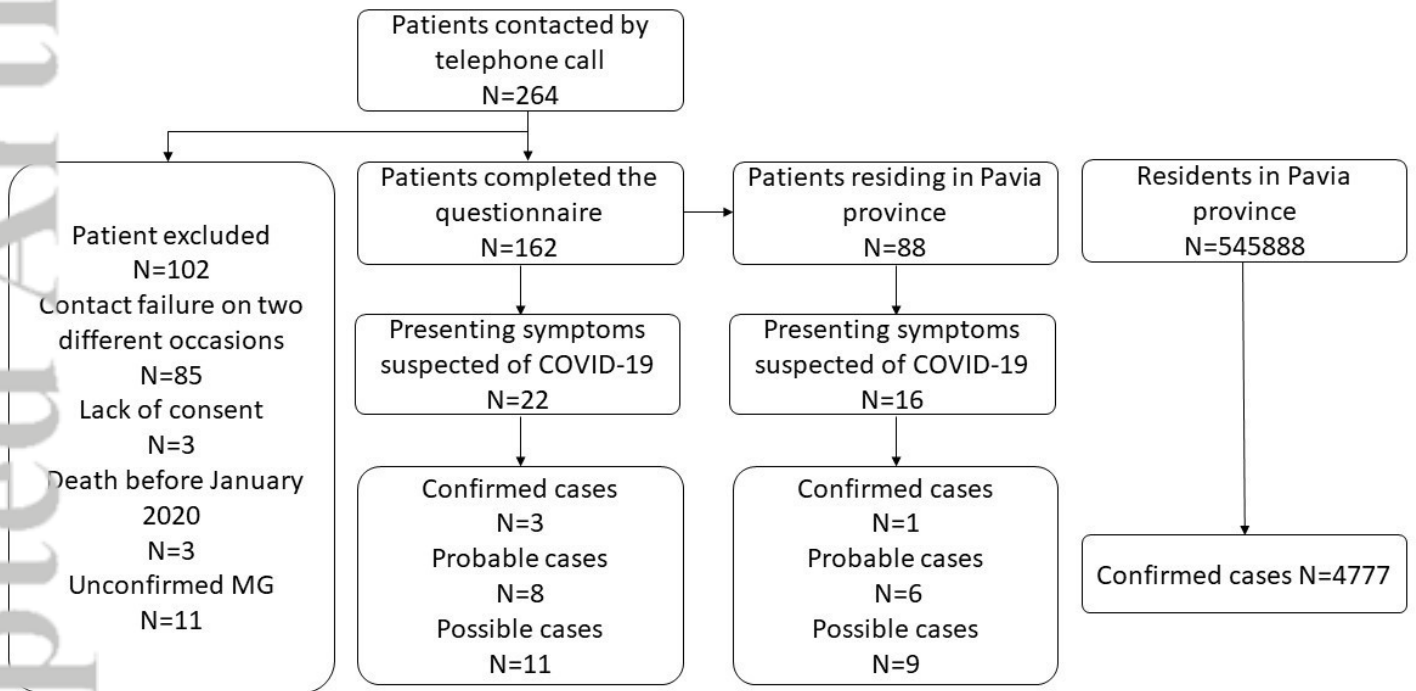 Patients contacted by
telephone call
N=264
Patient excluded
N=102
Contact failure on two
different occasions
N=85
Lack of consent
N=3
Death before January
2020
N=3
Unconfirmed MG
N=11
Patients completed the
questionnaire
N=162
Presenting symptoms
suspected of COVID-19
N=22
Confirmed cases
N=3
Probable cases
N=8
Possible cases
N=11
Patients residing in Pavia
province
N=88
Presenting symptoms
suspected of COVID-19
N=16
Confirmed cases
N=1
Probable cases
N=6
Possible cases
N=9
Residents in Pavia
province
N=545888
Confirmed cases N=4777